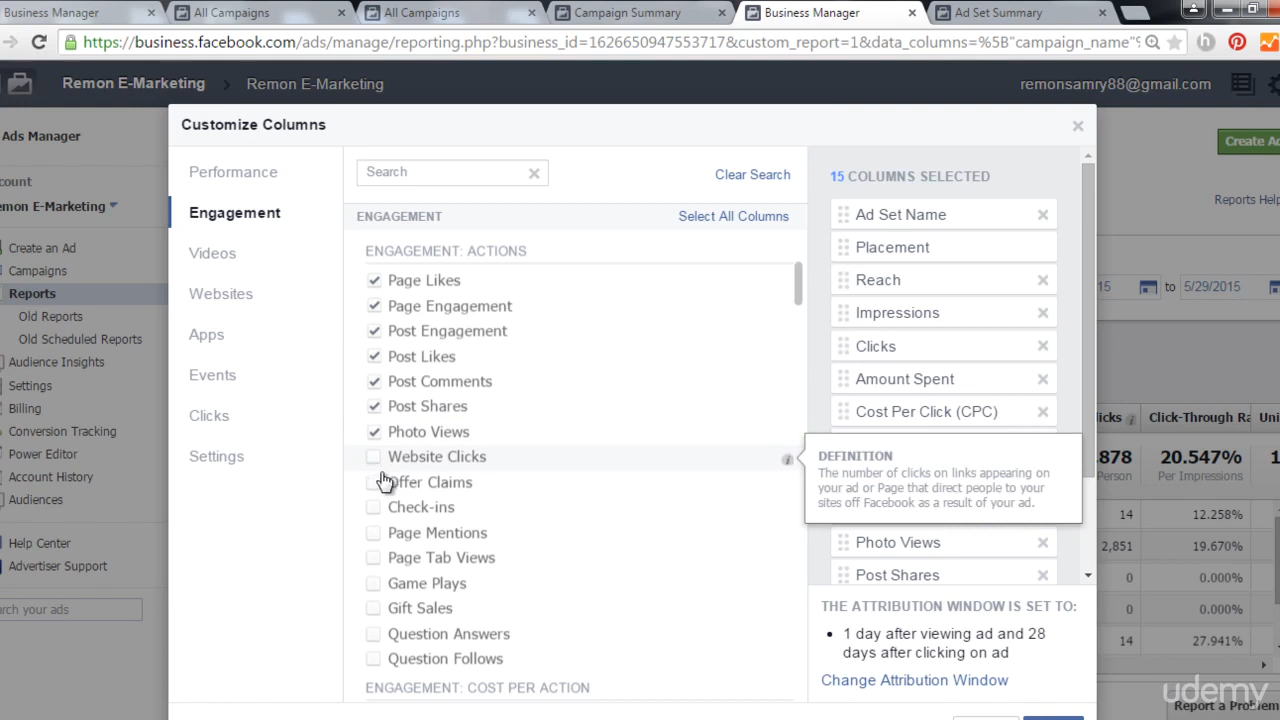 Business Manager
All Campaigns
All Campaigns
Campaign Summary
Business Manager
Ad Set Summary
https://business.facebook.com/ads/manage/reporting.php?business_id=1626650947553717&custom_report=1&data_columns=%5B"campaign_name"%
Remon E-Marketing
Remon E-Marketing
remonsamry88@gmail.com
Ads Manager
count
emon E-Marketing
Create an Ad
Campaigns
Reports
Old Reports
Old Scheduled Reports
Audience Insights
Settings
Billing
Conversion Tracking
Power Editor
Account History
Audiences
Help Center
Advertiser Support
earch your ads
Customize Columns
Performance
Engagement
Videos
Websites
Apps
Events
Clicks
Settings
Search
Clear Search
ENGAGEMENT
Select All Columns
ENGAGEMENT: ACTIONS
Page Likes
Page Engagement
Post Engagement
Post Likes
Post Comments
Post Shares
Photo Views
Website Clicks
Offer Claims
Check-ins
Page Mentions
Page Tab Views
Game Plays
Gift Sales
Question Answers
Question Follows
ENGAGEMENT: COST PER ACTION
15 COLUMNS SELECTED
Ad Set Name
Placement
Reach
Impressions
Clicks
Amount Spent
Cost Per Click (CPC)
DEFINITION
The number of clicks on links appearing on
your ad or Page that direct people to your
sites off Facebook as a result of your ad.
Photo Views
Post Shares
THE ATTRIBUTION WINDOW IS SET TO:
1 day after viewing ad and 28
days after clicking on ad
Change Attribution Window
Create Ad
Reports Help
15 to 5/29/2015
licks
Click-Through Ra
Uni
,878
20.547%
Person
Per Impressions
14
12.258%
2,851
19.670%
0
0.000%
0
0.000%
14
27.941%
udemy
Report a Problem